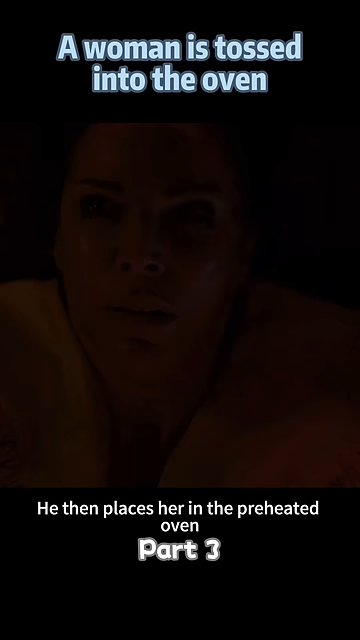 A woman is tossed
into the oven
He then places her in the preheated
oven
Part 3